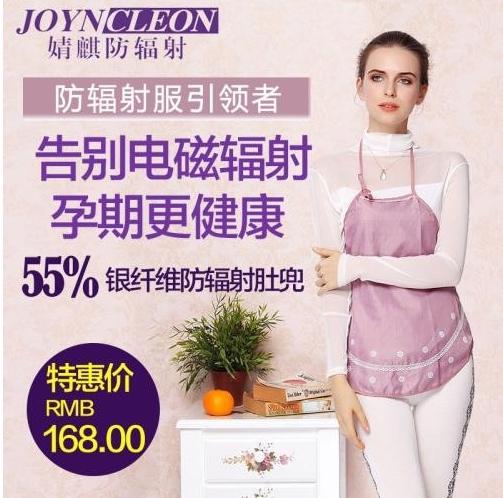 JOYNCLEON
婧麒防辐射
防辐射服引领者
告别电磁辐射
孕期更健康
55% 银纤维防辐射肚兜
特惠价
RMB
168.00